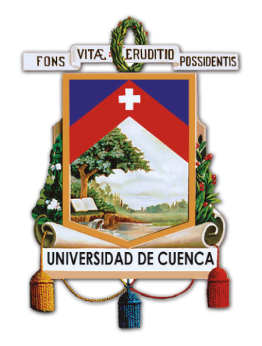 FONS VITÆ ERUDITIO POSSIDENTIS
UNIVERSIDAD DE CUENCA